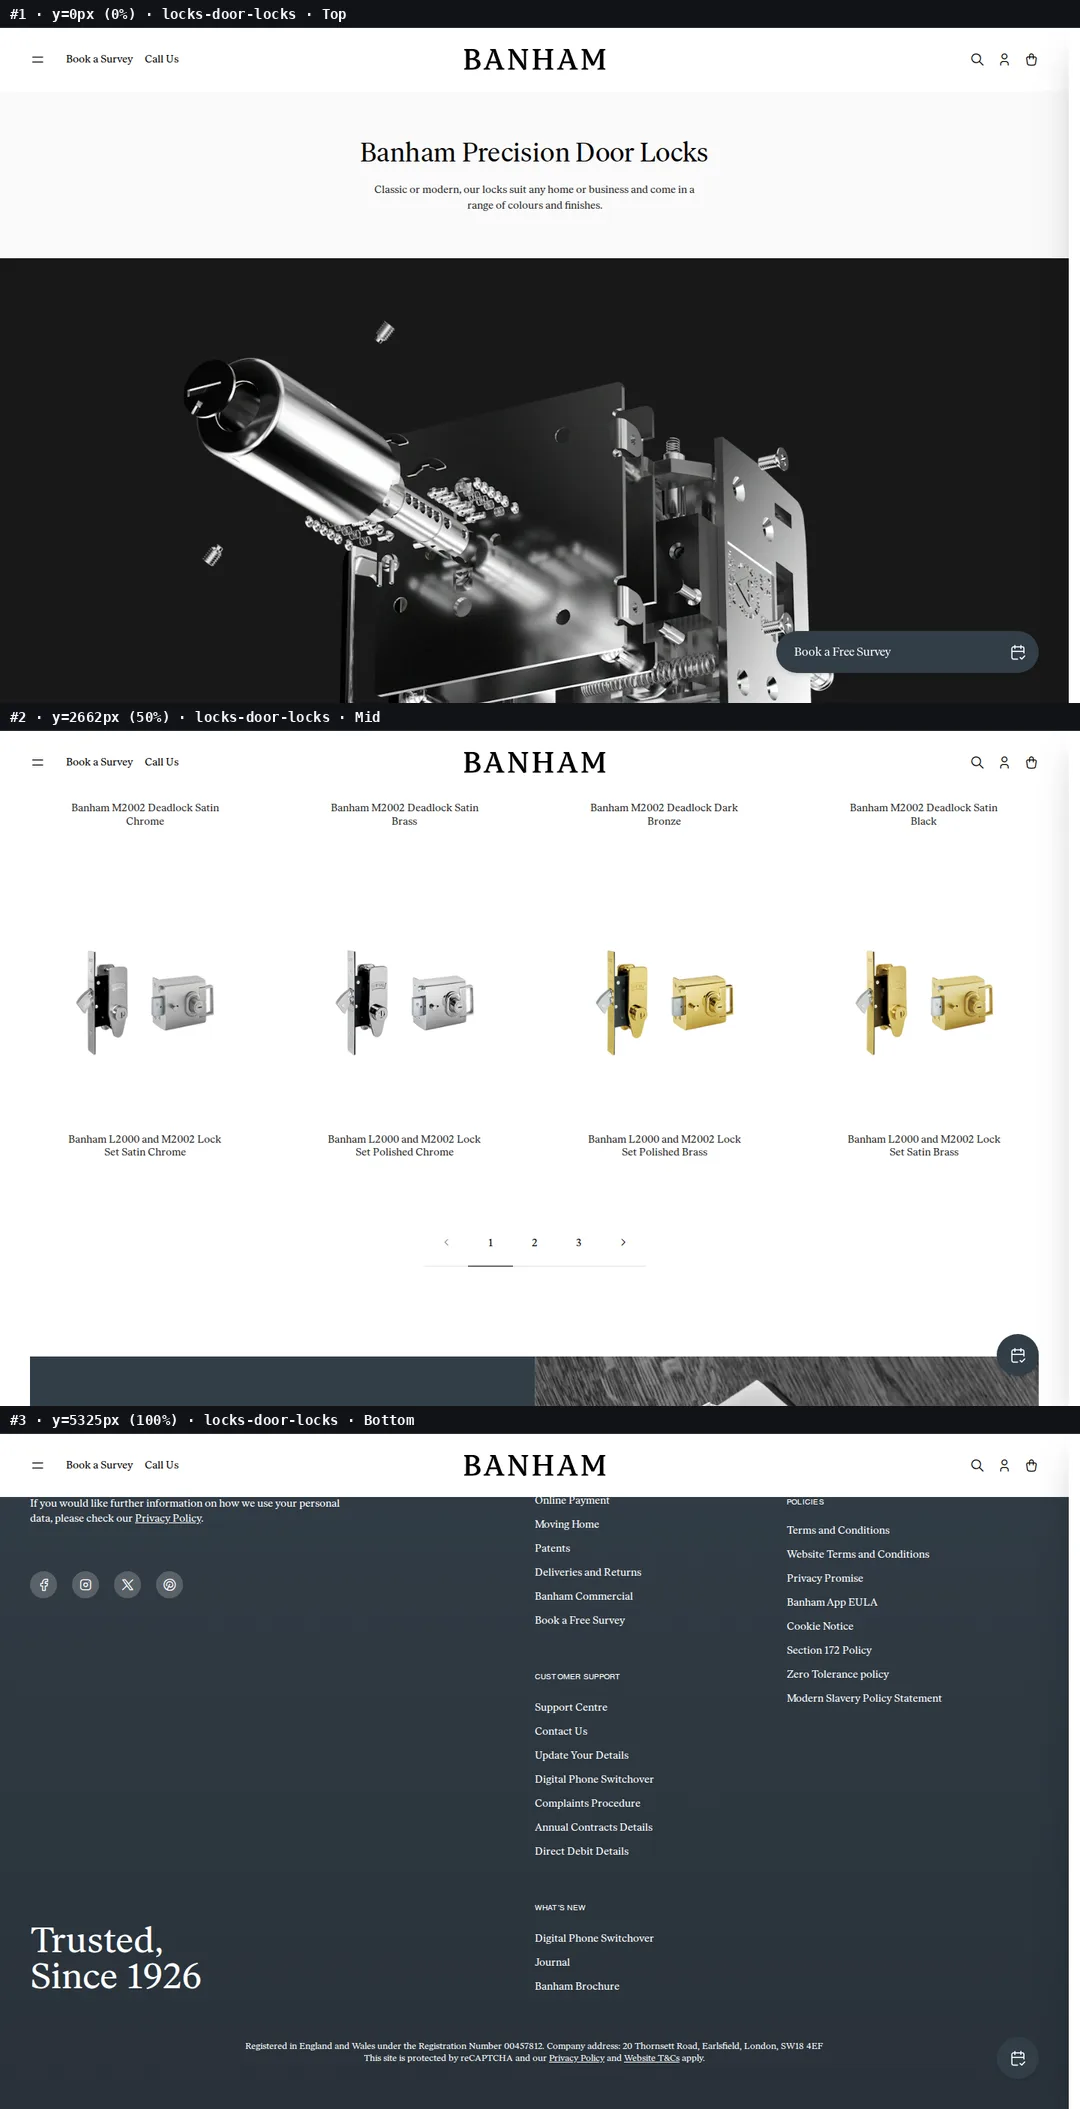 #1 · y=0px (0%) · locks-door-locks · Top
Book a Survey Call Us
BANHAM
Banham Precision Door Locks
Classic or modern, our locks suit any home or business and come in a
range of colours and finishes.
Book a Free Survey
#2 · y=2662px (50%) · locks-door-locks · Mid
Book a Survey Call Us
BANHAM
Banham M2002 Deadlock Satin
Chrome
Banham M2002 Deadlock Satin
Brass
Banham M2002 Deadlock Dark
Bronze
Banham M2002 Deadlock Satin
Black
Banham L2000 and M2002 Lock
Set Satin Chrome
Banham L2000 and M2002 Lock
Set Polished Chrome
Banham L2000 and M2002 Lock
Set Polished Brass
Banham L2000 and M2002 Lock
Set Satin Brass
1 2 3
#3 · y=5325px (100%) · locks-door-locks · Bottom
Book a Survey Call Us
BANHAM
If you would like further information on how we use your personal
data, please check our Privacy Policy.
Online Payment
Moving Home
Patents
Deliveries and Returns
Banham Commercial
Book a Free Survey
CUSTOMER SUPPORT
Support Centre
Contact Us
Update Your Details
Digital Phone Switchover
Complaints Procedure
Annual Contracts Details
Direct Debit Details
WHAT'S NEW
Digital Phone Switchover
Journal
Banham Brochure
POLICIES
Terms and Conditions
Website Terms and Conditions
Privacy Promise
Banham App EULA
Cookie Notice
Section 172 Policy
Zero Tolerance policy
Modern Slavery Policy Statement
Trusted,
Since 1926
Registered in England and Wales under the Registration Number 00457812. Company address: 20 Thornsett Road, Earlsfield, London, SW18 4EF
This site is protected by reCAPTCHA and our Privacy Policy and Website T&Cs apply.